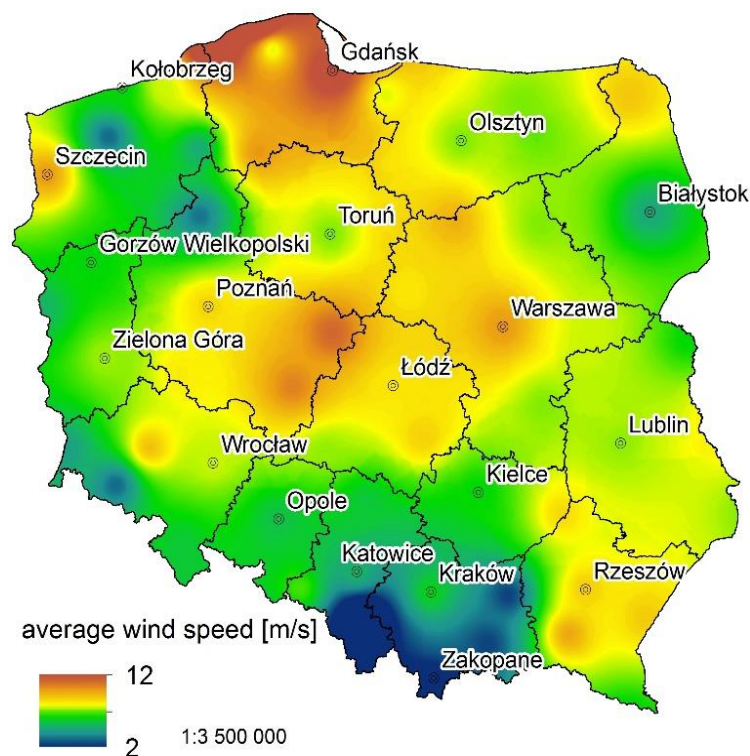 Gdańsk
Kołobrzęg
Olsztyn
Szczecin
Białystok
Toruń
Gorzów Wielkopolski
Poznań
Warszawa
Zielona Góra
Łódź
Lublin
Wrocław
Kielce
Opole
Katowice
Kraków
Rzeszów
average wind speed [m/s]
Zakopane
12
2
1:3 500 000